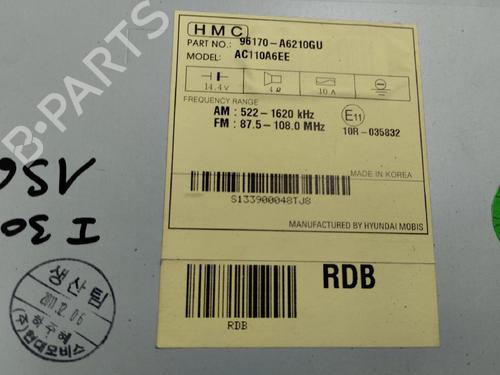 HMC
PART NO.: 96170-A6210GU
MODEL: AC110A6EE
14.4V
4Ω
10 A
FREQUENCY RANGE
AM : 522-1620 kHz
FM : 87.5-108.0 MHz
E11
10R-035832
MADE IN KOREA
S133900048TJ8
MANUFACTURED BY HYUNDAI MOBIS
RDB
RDB
I 30
생산팀
2011.12.06
(주)현대모비스
B-PARTS